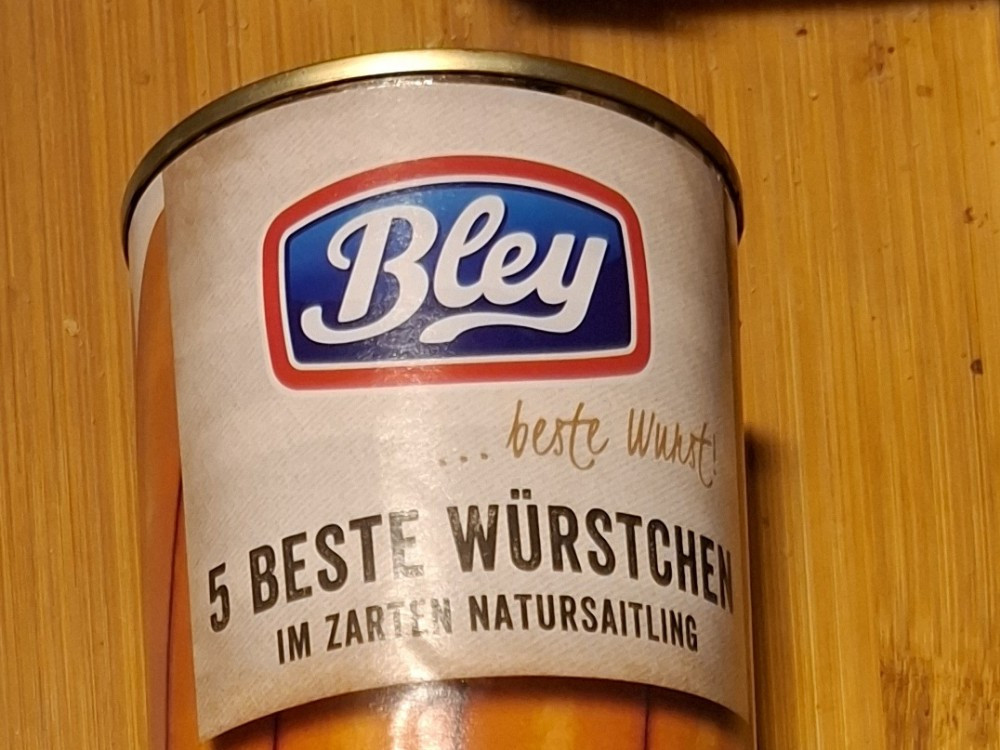 Bley
... beste Wurst!
5 BESTE WÜRSTCHEN
IM ZARTEN NATURSAITLING